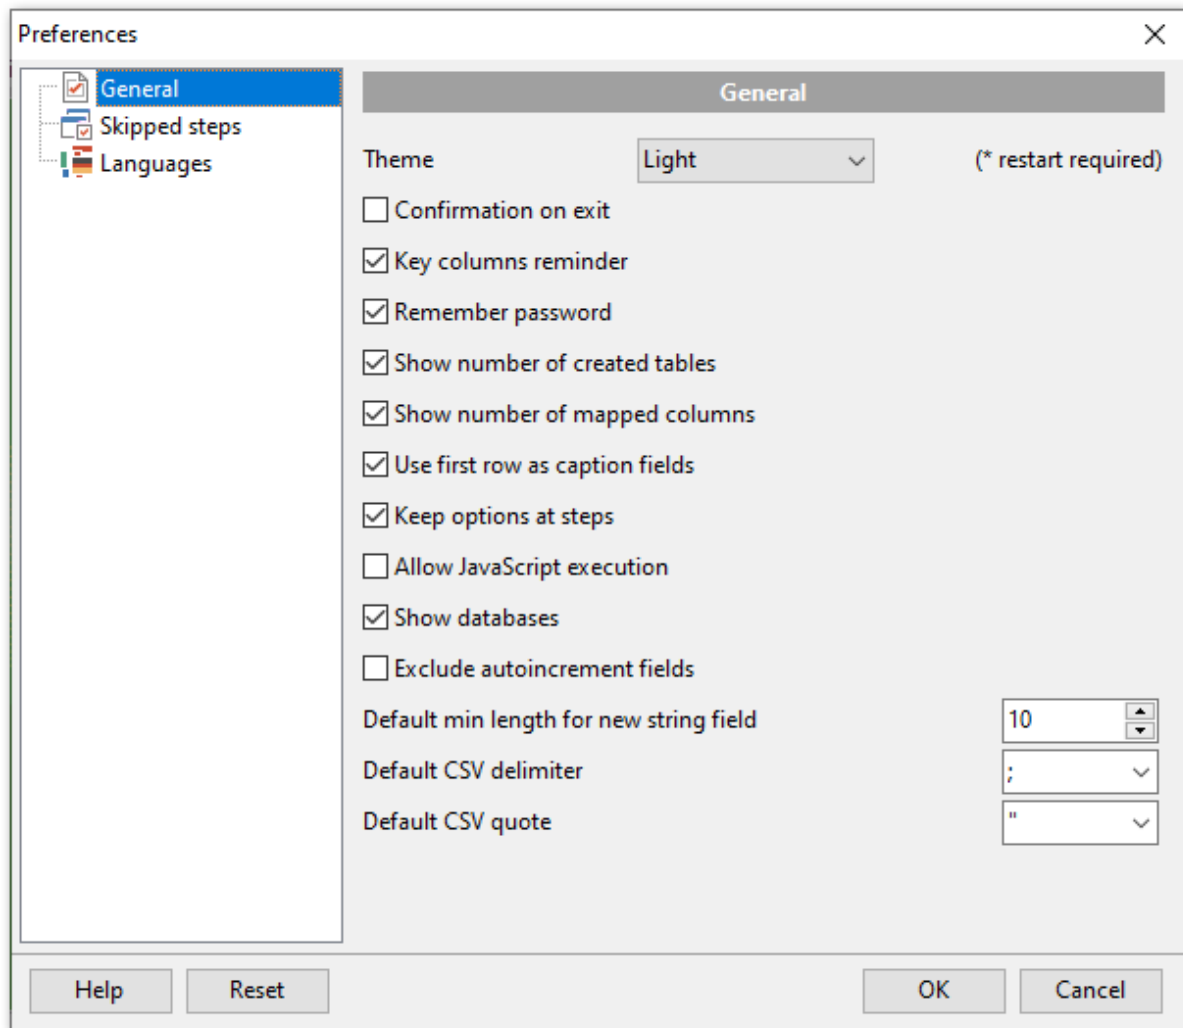 Preferences
General
Skipped steps
Languages
General
Theme Light (* restart required)
Confirmation on exit
Key columns reminder
Remember password
Show number of created tables
Show number of mapped columns
Use first row as caption fields
Keep options at steps
Allow JavaScript execution
Show databases
Exclude autoincrement fields
Default min length for new string field 10
Default CSV delimiter ;
Default CSV quote "
Help Reset OK Cancel